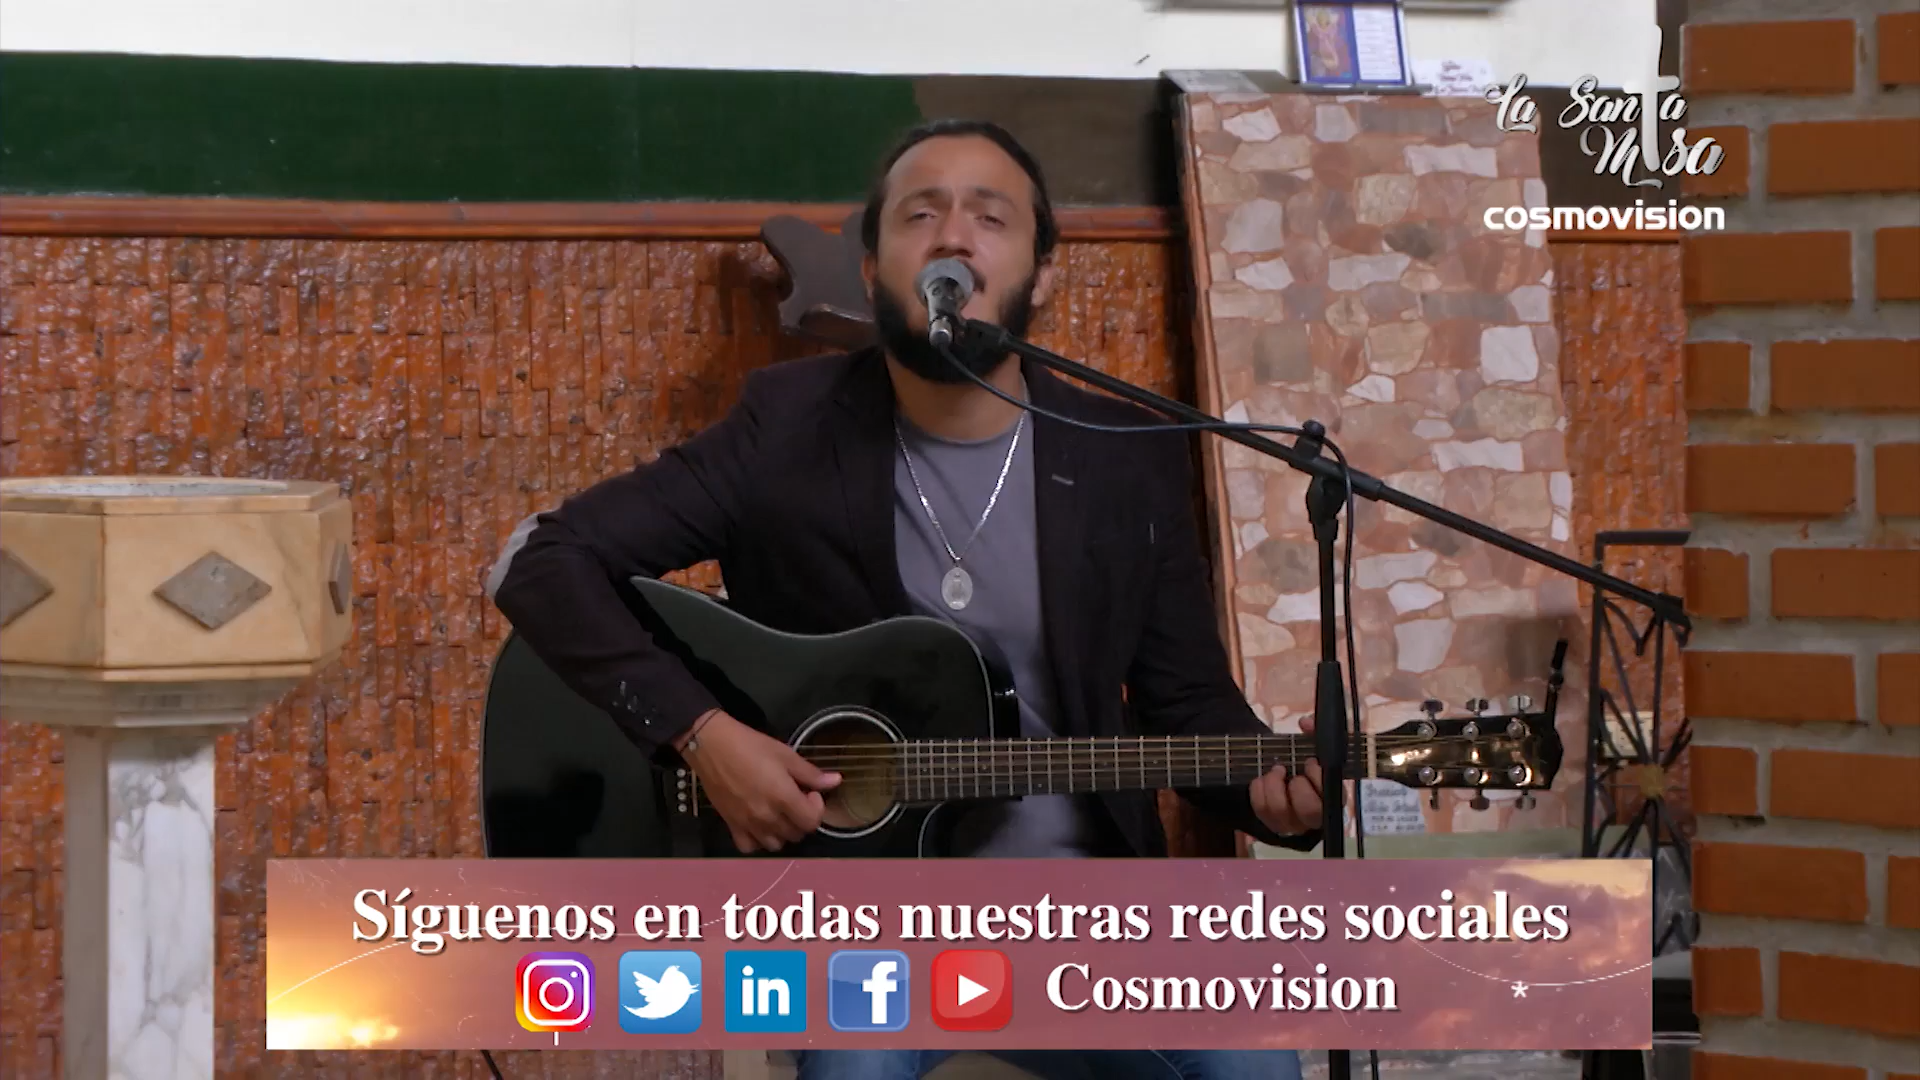 La Santa
Misa
cosmovision
Síguenos en todas nuestras redes sociales
in f Cosmovision